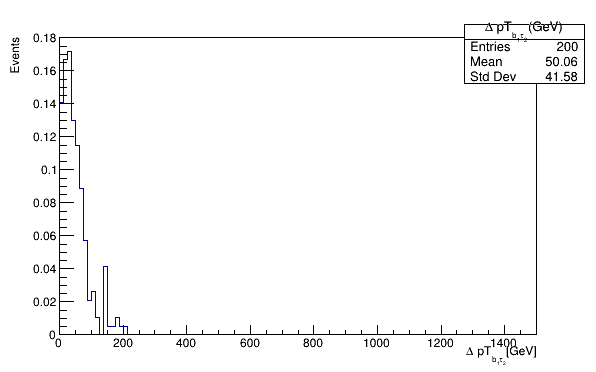 Δ pT b₁τ₂ (GeV)
Entries 200
Mean 50.06
Std Dev 41.58
Events
0.18
0.16
0.14
0.12
0.1
0.08
0.06
0.04
0.02
0
0 200 400 600 800 1000 1200 1400
Δ pT b₁τ₂ [GeV]